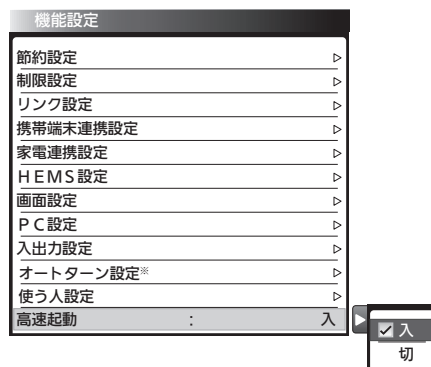 機能設定
節約設定
制限設定
リンク設定
携帯端末連携設定
家電連携設定
ＨＥＭＳ設定
画面設定
ＰＣ設定
入出力設定
オートターン設定※
使う人設定
高速起動 : 入
入
切